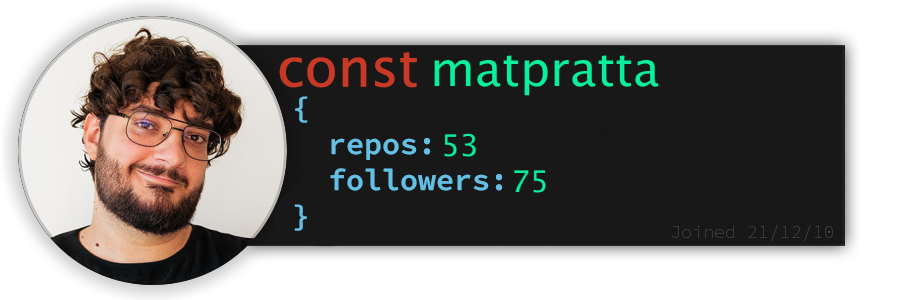 const matpratta
{
repos: 53
followers: 75
}
Joined 21/12/10